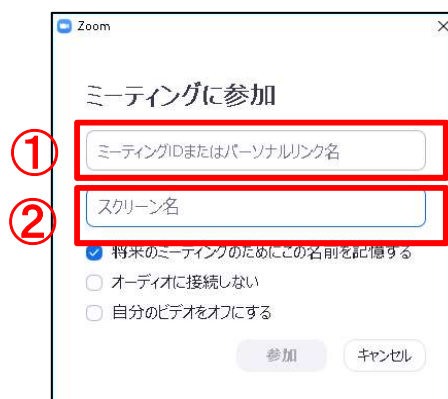 Zoom
ミーティングに参加
① ミーティングIDまたはパーソナルリンク名
② スクリーン名
将来のミーティングのためにこの名前を記憶する
オーディオに接続しない
自分のビデオをオフにする
参加 キャンセル